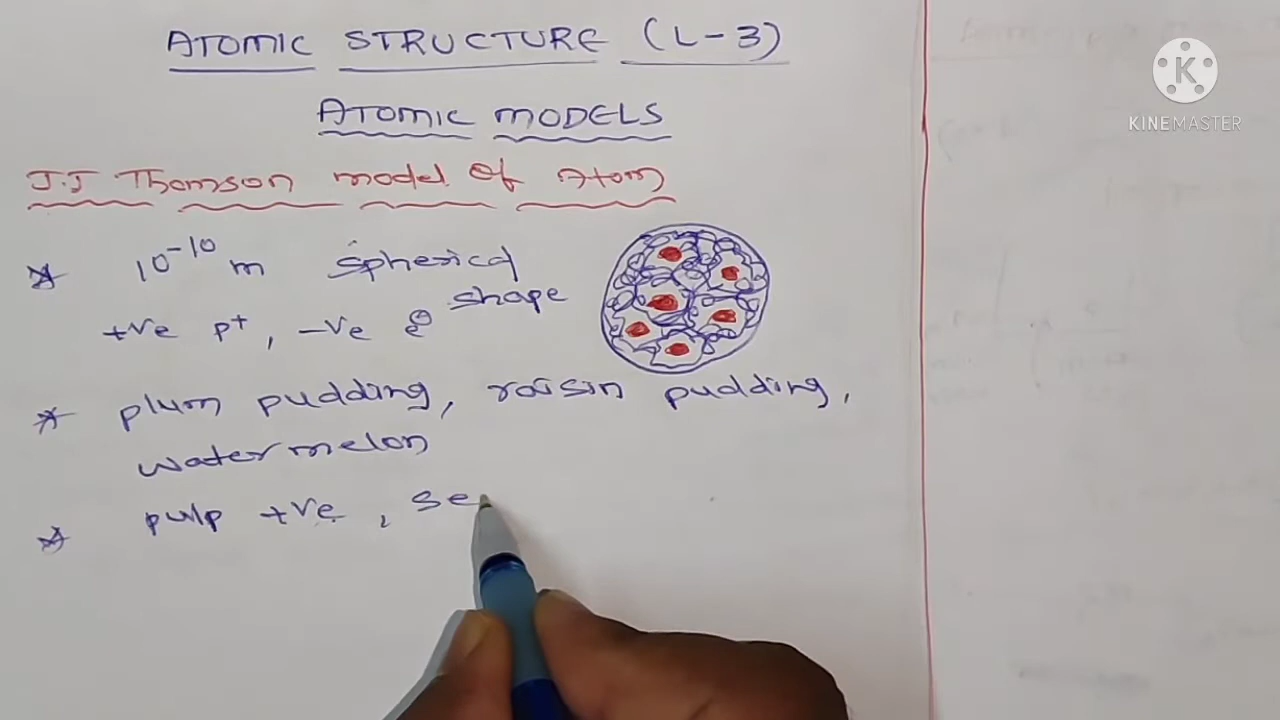 ATOMIC STRUCTURE (L-3)
KINEMASTER
ATOMIC MODELS
J.J Thomson model of Atom
10⁻¹⁰ m spherical
shape
+ve p⁺, -ve e⊖
plum pudding, raisin pudding,
watermelon
pulp +ve, se